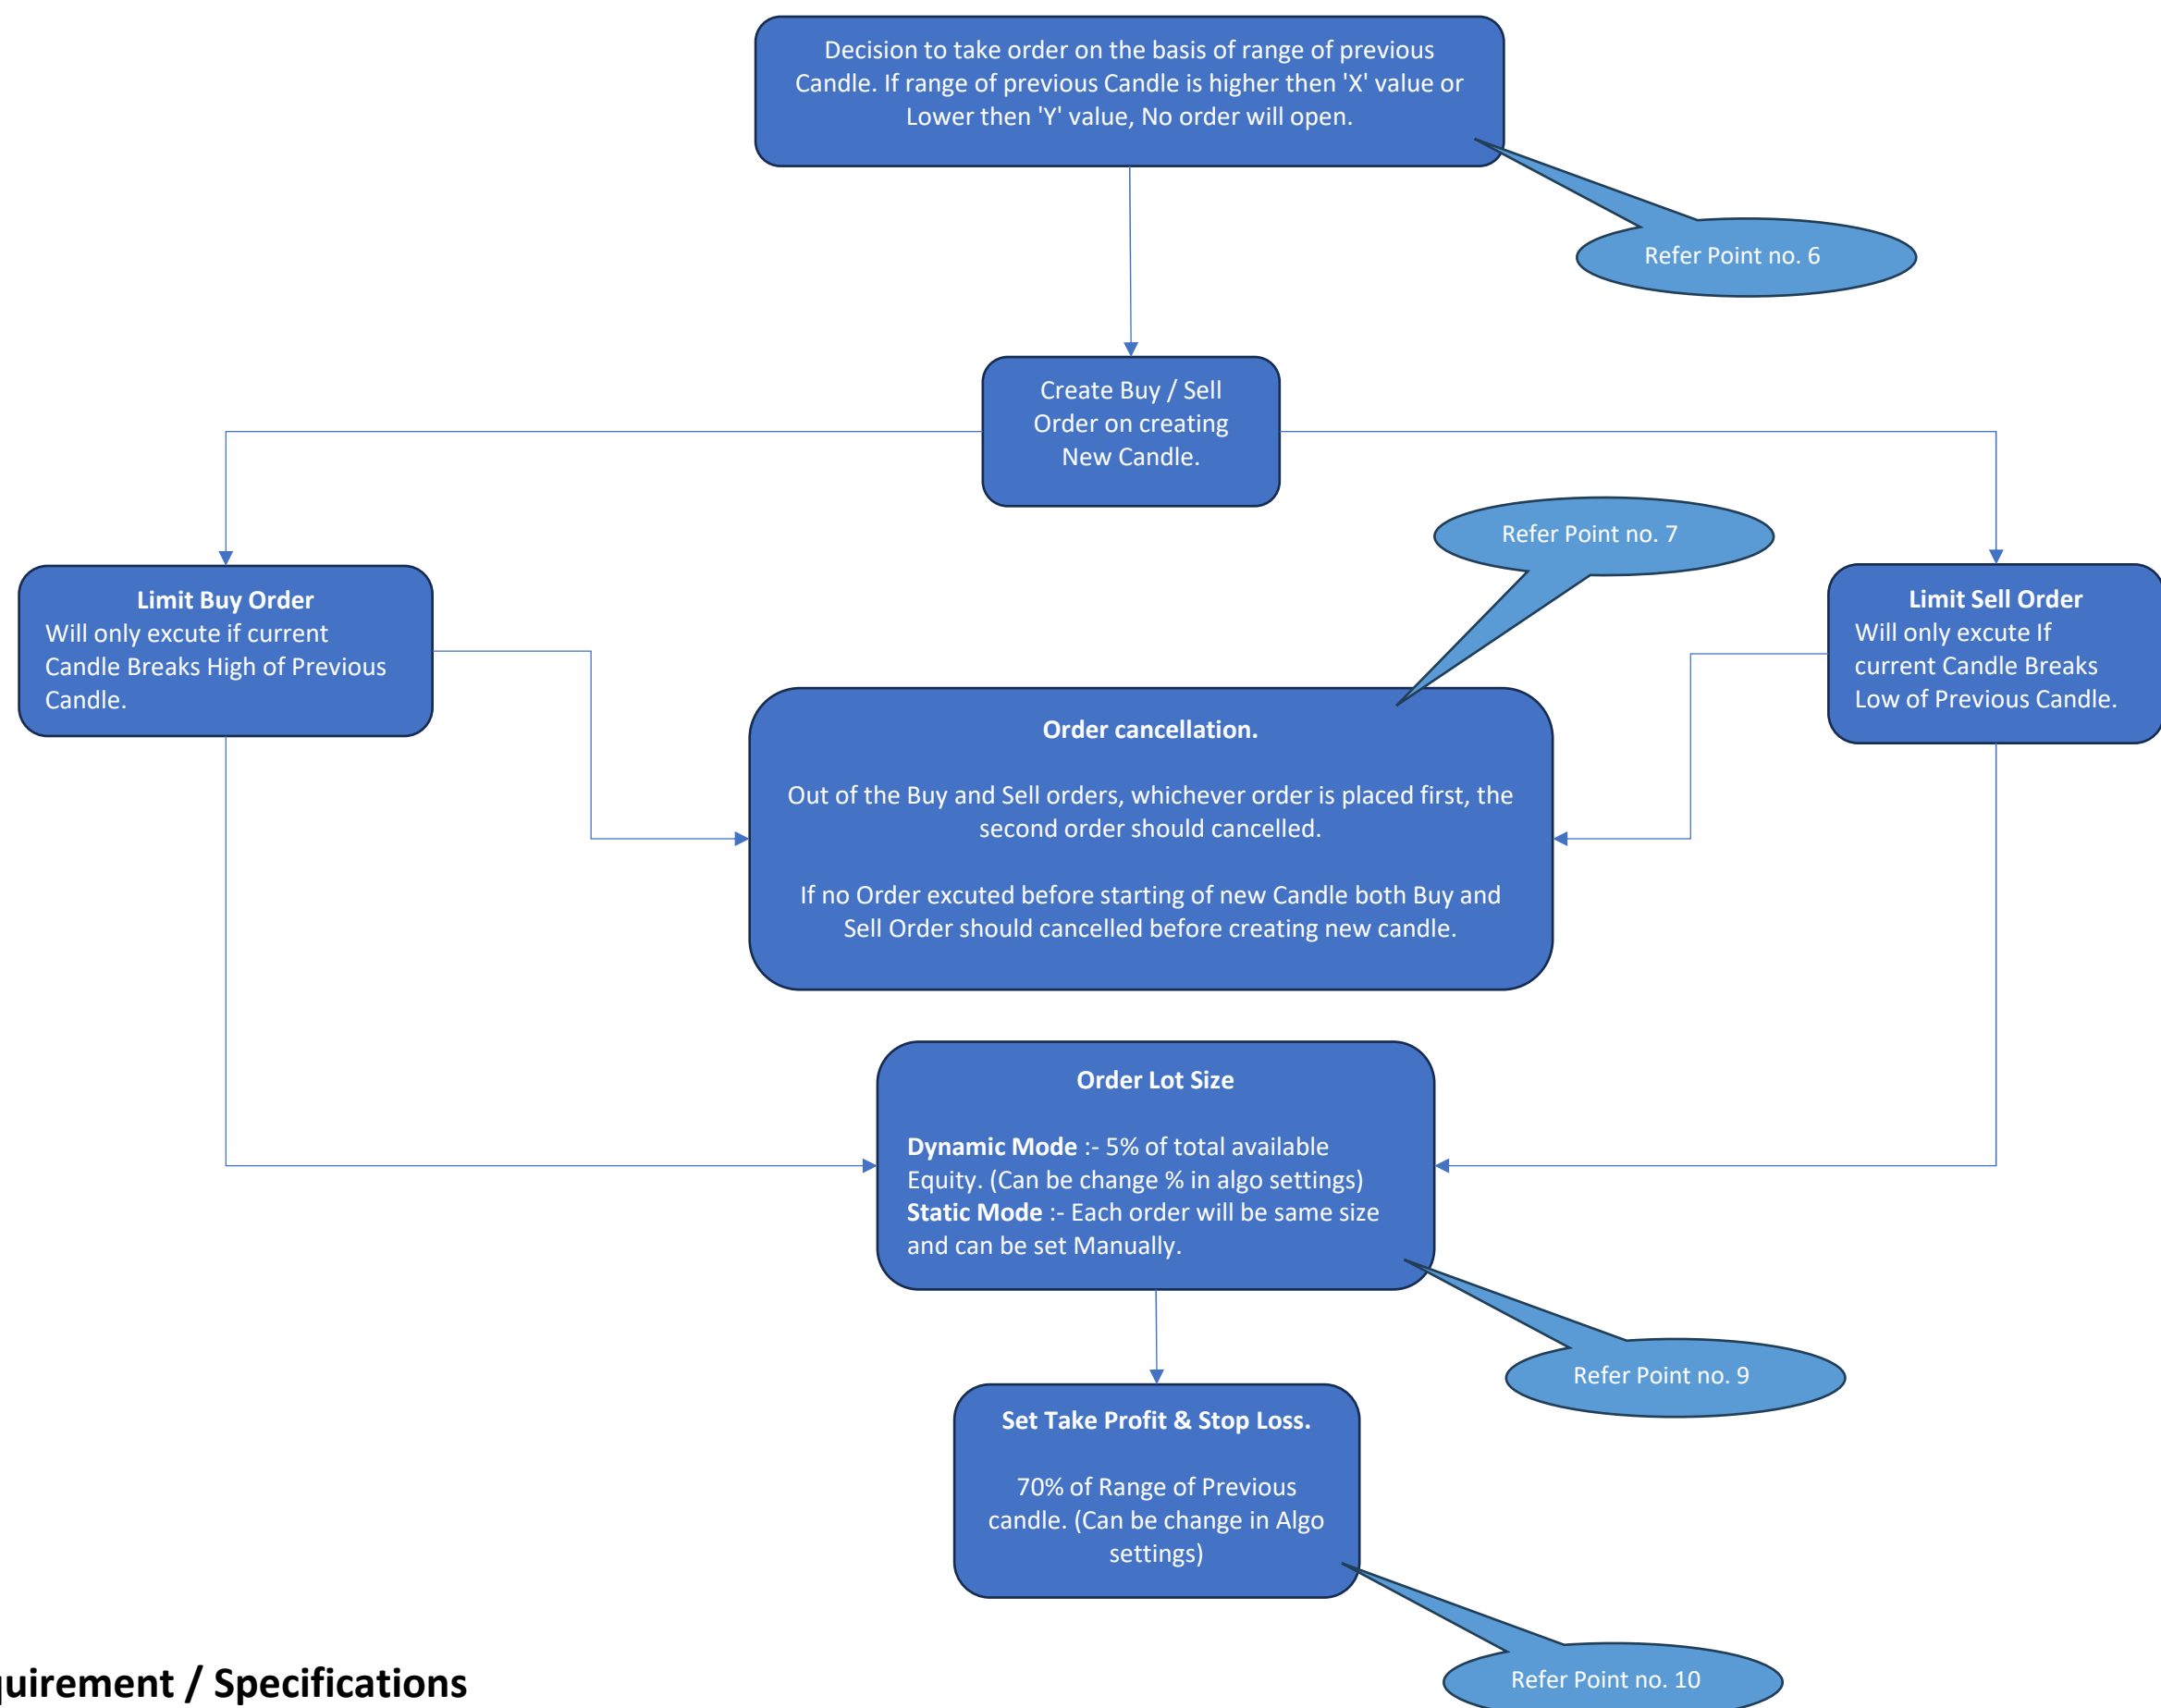 Decision to take order on the basis of range of previous
Candle. If range of previous Candle is higher then 'X' value or
Lower then 'Y' value, No order will open.
Refer Point no. 6
Create Buy / Sell
Order on creating
New Candle.
Refer Point no. 7
Limit Buy Order
Will only excute if current
Candle Breaks High of Previous
Candle.
Limit Sell Order
Will only excute If
current Candle Breaks
Low of Previous Candle.
Order cancellation.
Out of the Buy and Sell orders, whichever order is placed first, the
second order should cancelled.
If no Order excuted before starting of new Candle both Buy and
Sell Order should cancelled before creating new candle.
Order Lot Size
Dynamic Mode :- 5% of total available
Equity. (Can be change % in algo settings)
Static Mode :- Each order will be same size
and can be set Manually.
Refer Point no. 9
Set Take Profit & Stop Loss.
70% of Range of Previous
candle. (Can be change in Algo
settings)
Refer Point no. 10
quirement / Specifications